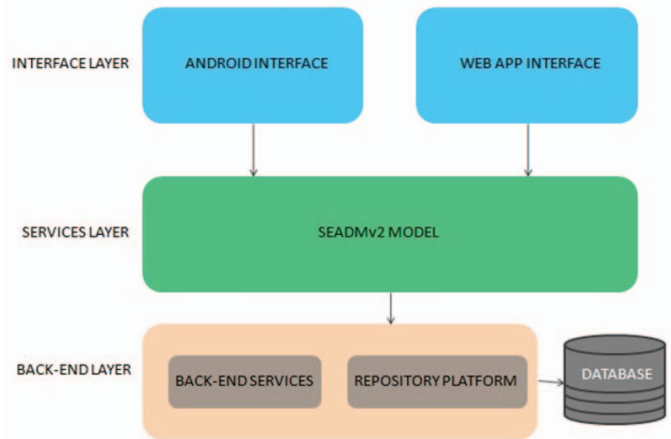 INTERFACE LAYER
ANDROID INTERFACE
WEB APP INTERFACE
SERVICES LAYER
SEADMv2 MODEL
BACK-END LAYER
BACK-END SERVICES
REPOSITORY PLATFORM
DATABASE